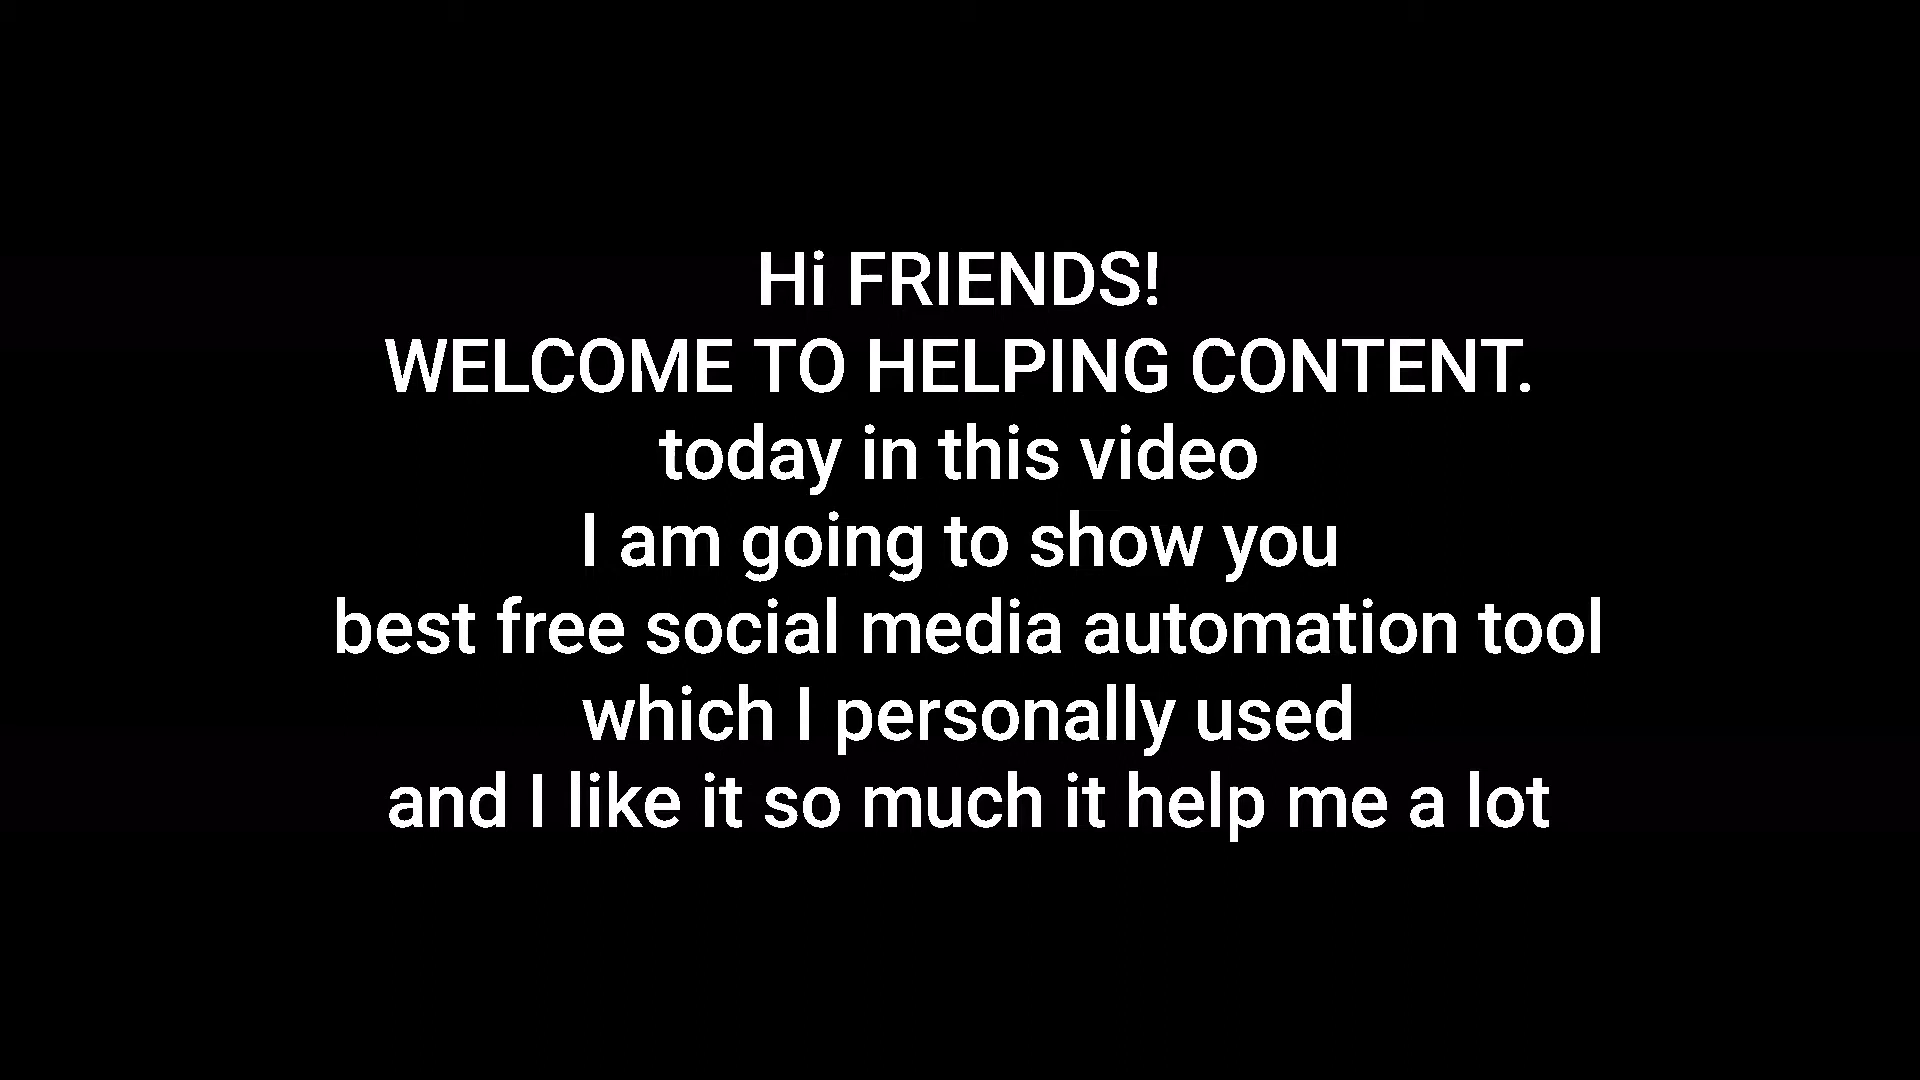 Hi FRIENDS!
WELCOME TO HELPING CONTENT.
today in this video
I am going to show you
best free social media automation tool
which I personally used
and I like it so much it help me a lot